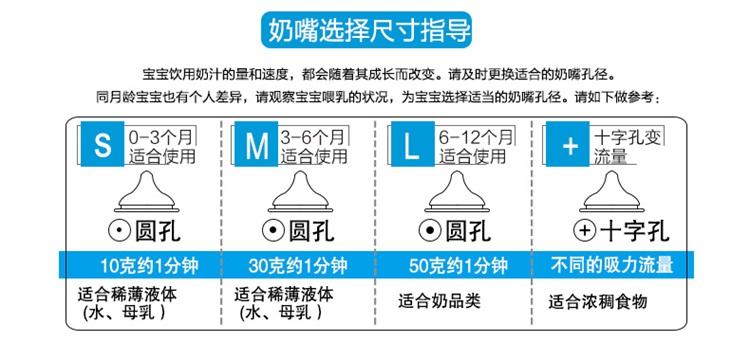 奶嘴选择尺寸指导
宝宝饮用奶汁的量和速度，都会随着其成长而改变。请及时更换适合的奶嘴孔径。
同月龄宝宝也有个人差异，请观察宝宝喂乳的状况，为宝宝选择适当的奶嘴孔径。请如下做参考：
S
0-3个月
适合使用
圆孔
10克约1分钟
适合稀薄液体
(水、母乳）
M
3-6个月
适合使用
圆孔
30克约1分钟
适合稀薄液体
(水、母乳）
L
6-12个月
适合使用
圆孔
50克约1分钟
适合奶品类
+
十字孔变
流量
十字孔
不同的吸力流量
适合浓稠食物